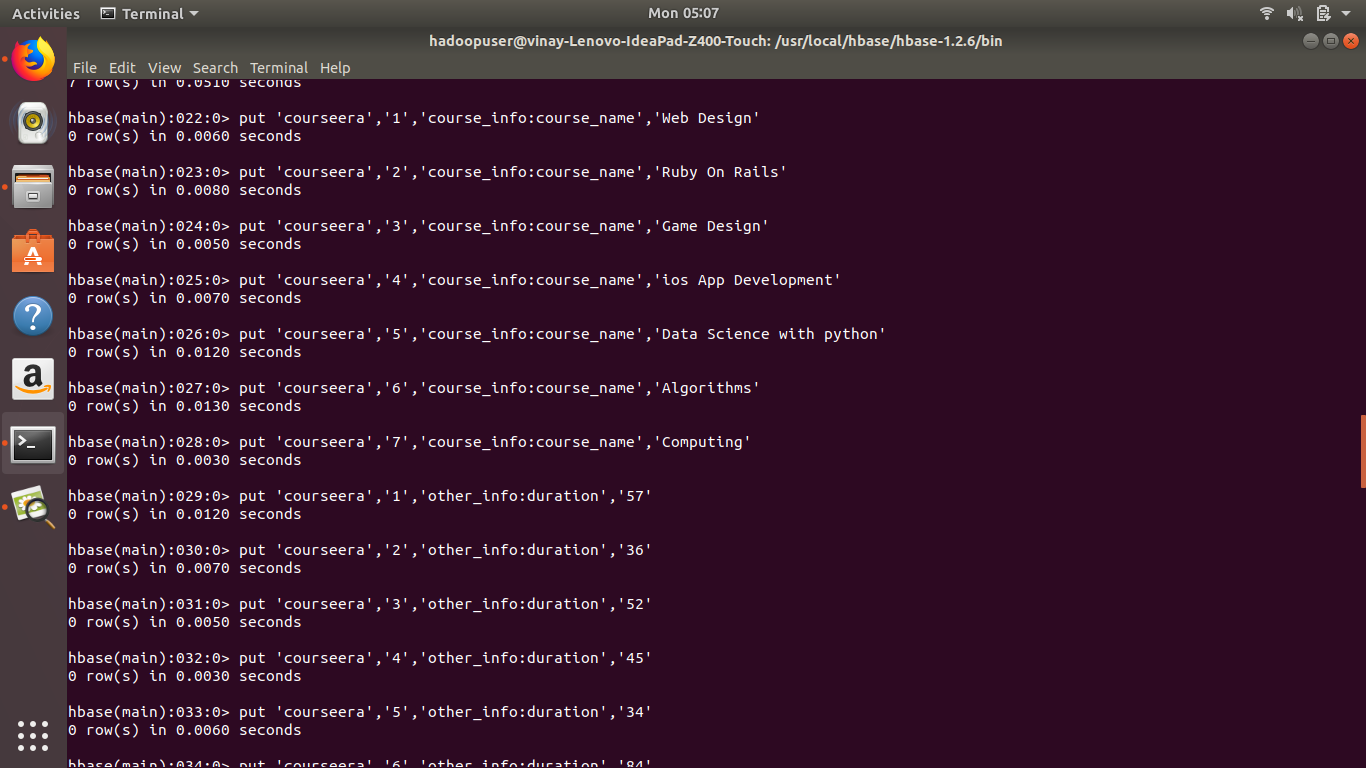 Activities Terminal Mon 05:07
hadoopuser@vinay-Lenovo-IdeaPad-Z400-Touch: /usr/local/hbase/hbase-1.2.6/bin
File Edit View Search Terminal Help
7 row(s) in 0.0510 seconds
hbase(main):022:0> put 'courseera','1','course_info:course_name','Web Design'
0 row(s) in 0.0060 seconds
hbase(main):023:0> put 'courseera','2','course_info:course_name','Ruby On Rails'
0 row(s) in 0.0080 seconds
hbase(main):024:0> put 'courseera','3','course_info:course_name','Game Design'
0 row(s) in 0.0050 seconds
hbase(main):025:0> put 'courseera','4','course_info:course_name','ios App Development'
0 row(s) in 0.0070 seconds
hbase(main):026:0> put 'courseera','5','course_info:course_name','Data Science with python'
0 row(s) in 0.0120 seconds
hbase(main):027:0> put 'courseera','6','course_info:course_name','Algorithms'
0 row(s) in 0.0130 seconds
hbase(main):028:0> put 'courseera','7','course_info:course_name','Computing'
0 row(s) in 0.0030 seconds
hbase(main):029:0> put 'courseera','1','other_info:duration','57'
0 row(s) in 0.0120 seconds
hbase(main):030:0> put 'courseera','2','other_info:duration','36'
0 row(s) in 0.0070 seconds
hbase(main):031:0> put 'courseera','3','other_info:duration','52'
0 row(s) in 0.0050 seconds
hbase(main):032:0> put 'courseera','4','other_info:duration','45'
0 row(s) in 0.0030 seconds
hbase(main):033:0> put 'courseera','5','other_info:duration','34'
0 row(s) in 0.0060 seconds
hbase(main):034:0> put 'courseera','6','other_info:duration','84'